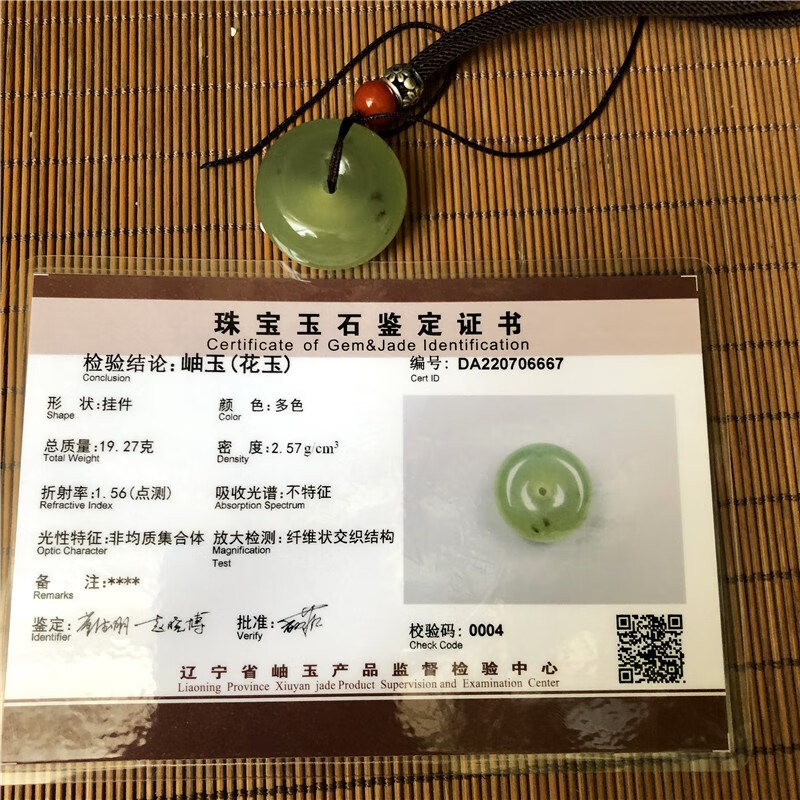 珠宝玉石鉴定证书
Certificate of Gem&Jade Identification
检验结论:岫玉(花玉)
Conclusion
编号: DA220706667
Cert ID
形 状:挂件
Shape
颜 色:多色
Color
总质量:19.27克
Total Weight
密 度:2.57g/cm³
Density
折射率:1.56(点测)
Refractive Index
吸收光谱:不特征
Absorption Spectrum
光性特征:非均质集合体
Optic Character
放大检测:纤维状交织结构
Magnification
Test
备 注:****
Remarks
鉴定:
Identifier
批准:
Verify
校验码: 0004
Check Code
辽宁省岫玉产品监督检验中心
Liaoning Province Xiuyan jade Product Supervision and Examination Center